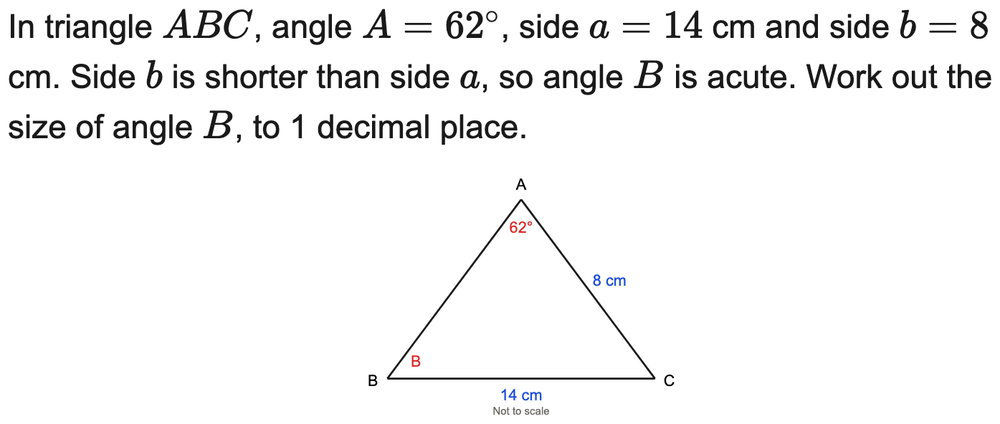 In triangle ABC, angle A = 62°, side a = 14 cm and side b = 8
cm. Side b is shorter than side a, so angle B is acute. Work out the
size of angle B, to 1 decimal place.
A
62°
8 cm
B
B
C
14 cm
Not to scale